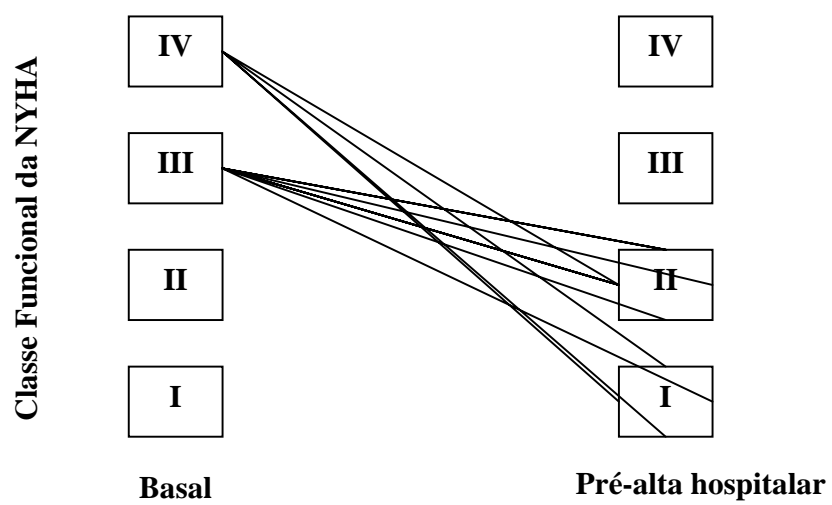 Classe Funcional da NYHA
IV
IV
III
III
II
II
I
I
Basal
Pré-alta hospitalar